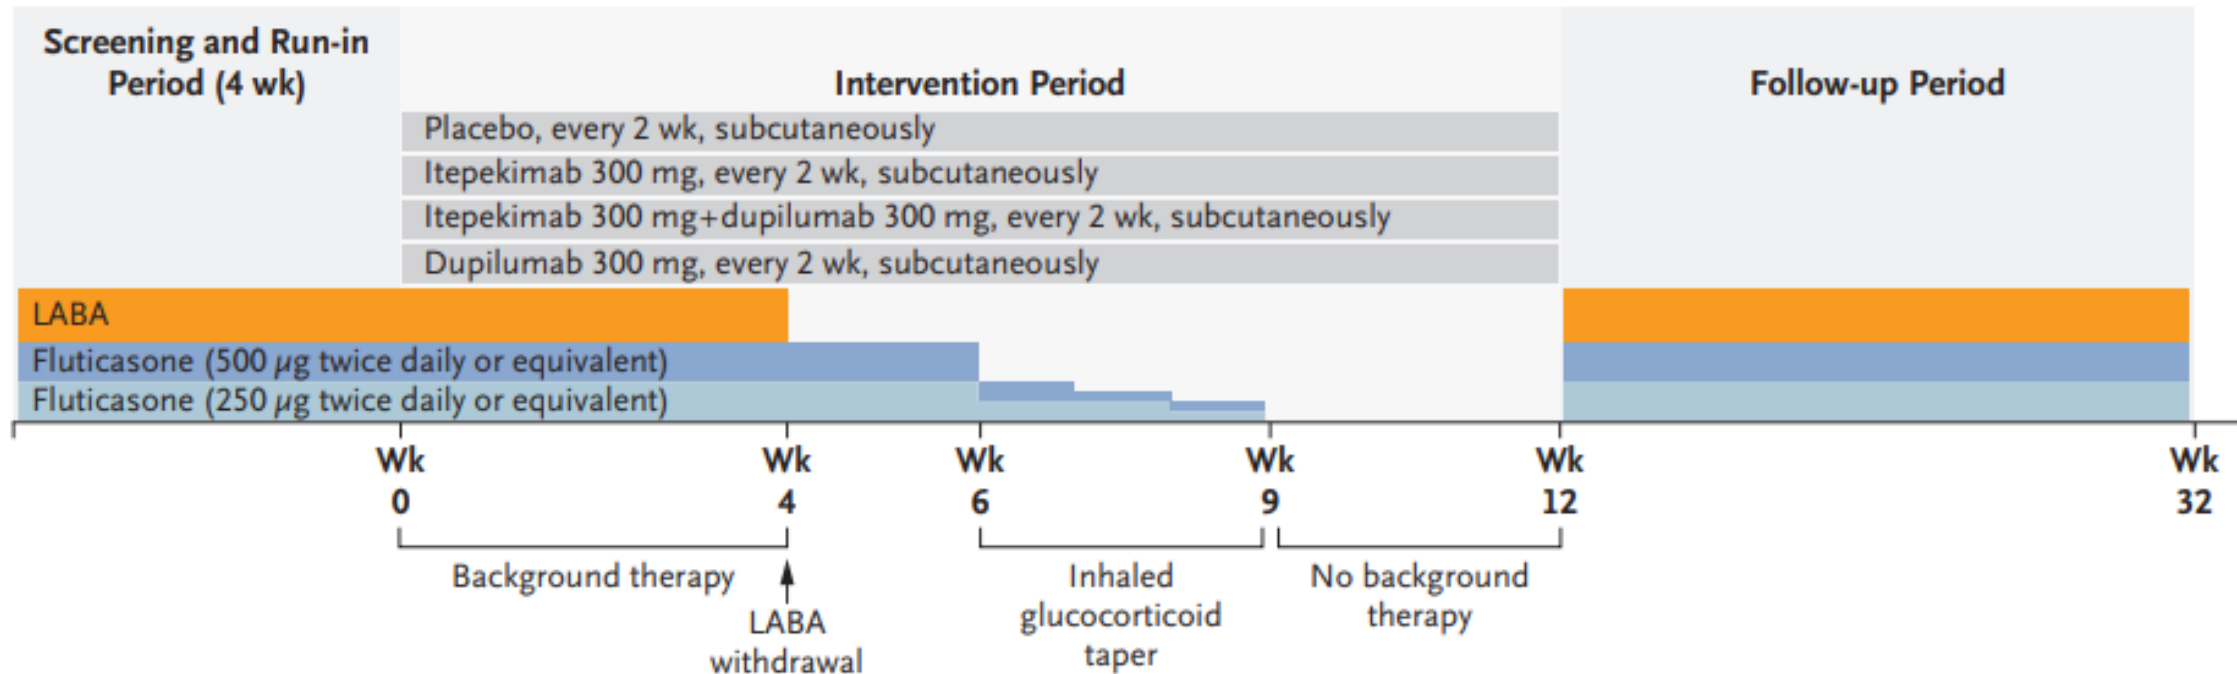 Screening and Run-in
Period (4 wk)
Intervention Period
Follow-up Period
Placebo, every 2 wk, subcutaneously
Itepekimab 300 mg, every 2 wk, subcutaneously
Itepekimab 300 mg+dupilumab 300 mg, every 2 wk, subcutaneously
Dupilumab 300 mg, every 2 wk, subcutaneously
LABA
Fluticasone (500 μg twice daily or equivalent)
Fluticasone (250 μg twice daily or equivalent)
Wk
0
Wk
4
Wk
6
Wk
9
Wk
12
Wk
32
Background therapy
LABA
withdrawal
Inhaled
glucocorticoid
taper
No background
therapy